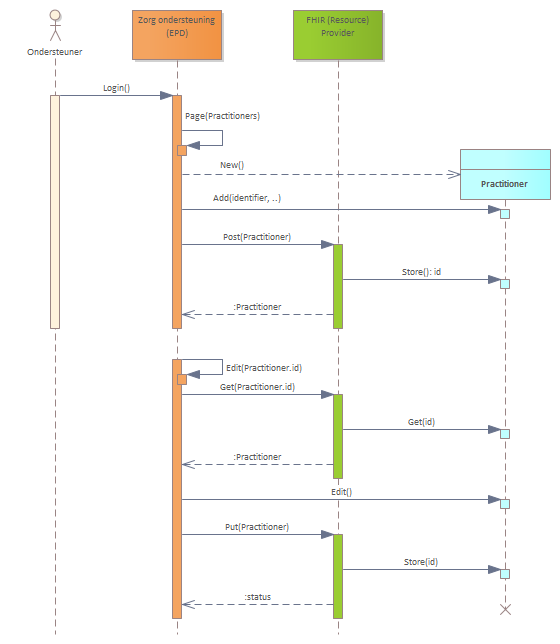 Zorg ondersteuning
(EPD)
FHIR (Resource)
Provider
Ondersteuner
Login()
Page(Practitioners)
New()
Practitioner
Add(identifier, ..)
Post(Practitioner)
Store(): id
:Practitioner
Edit(Practitioner.id)
Get(Practitioner.id)
Get(id)
:Practitioner
Edit()
Put(Practitioner)
Store(id)
:status